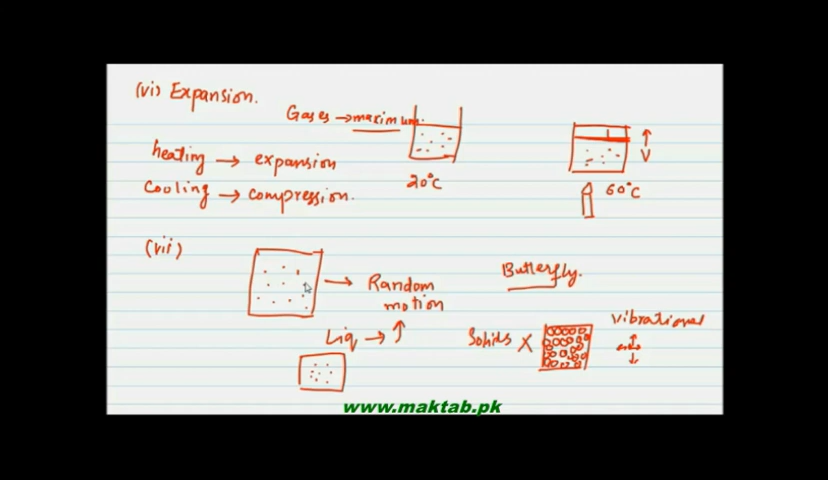 (vi) Expansion.
Gases → maximum.
heating → expansion
Cooling → compression.
20°C
V
60°C
(vii)
→ Random motion
Butterfly.
Liq →
Solids X
Vibrational
www.maktab.pk